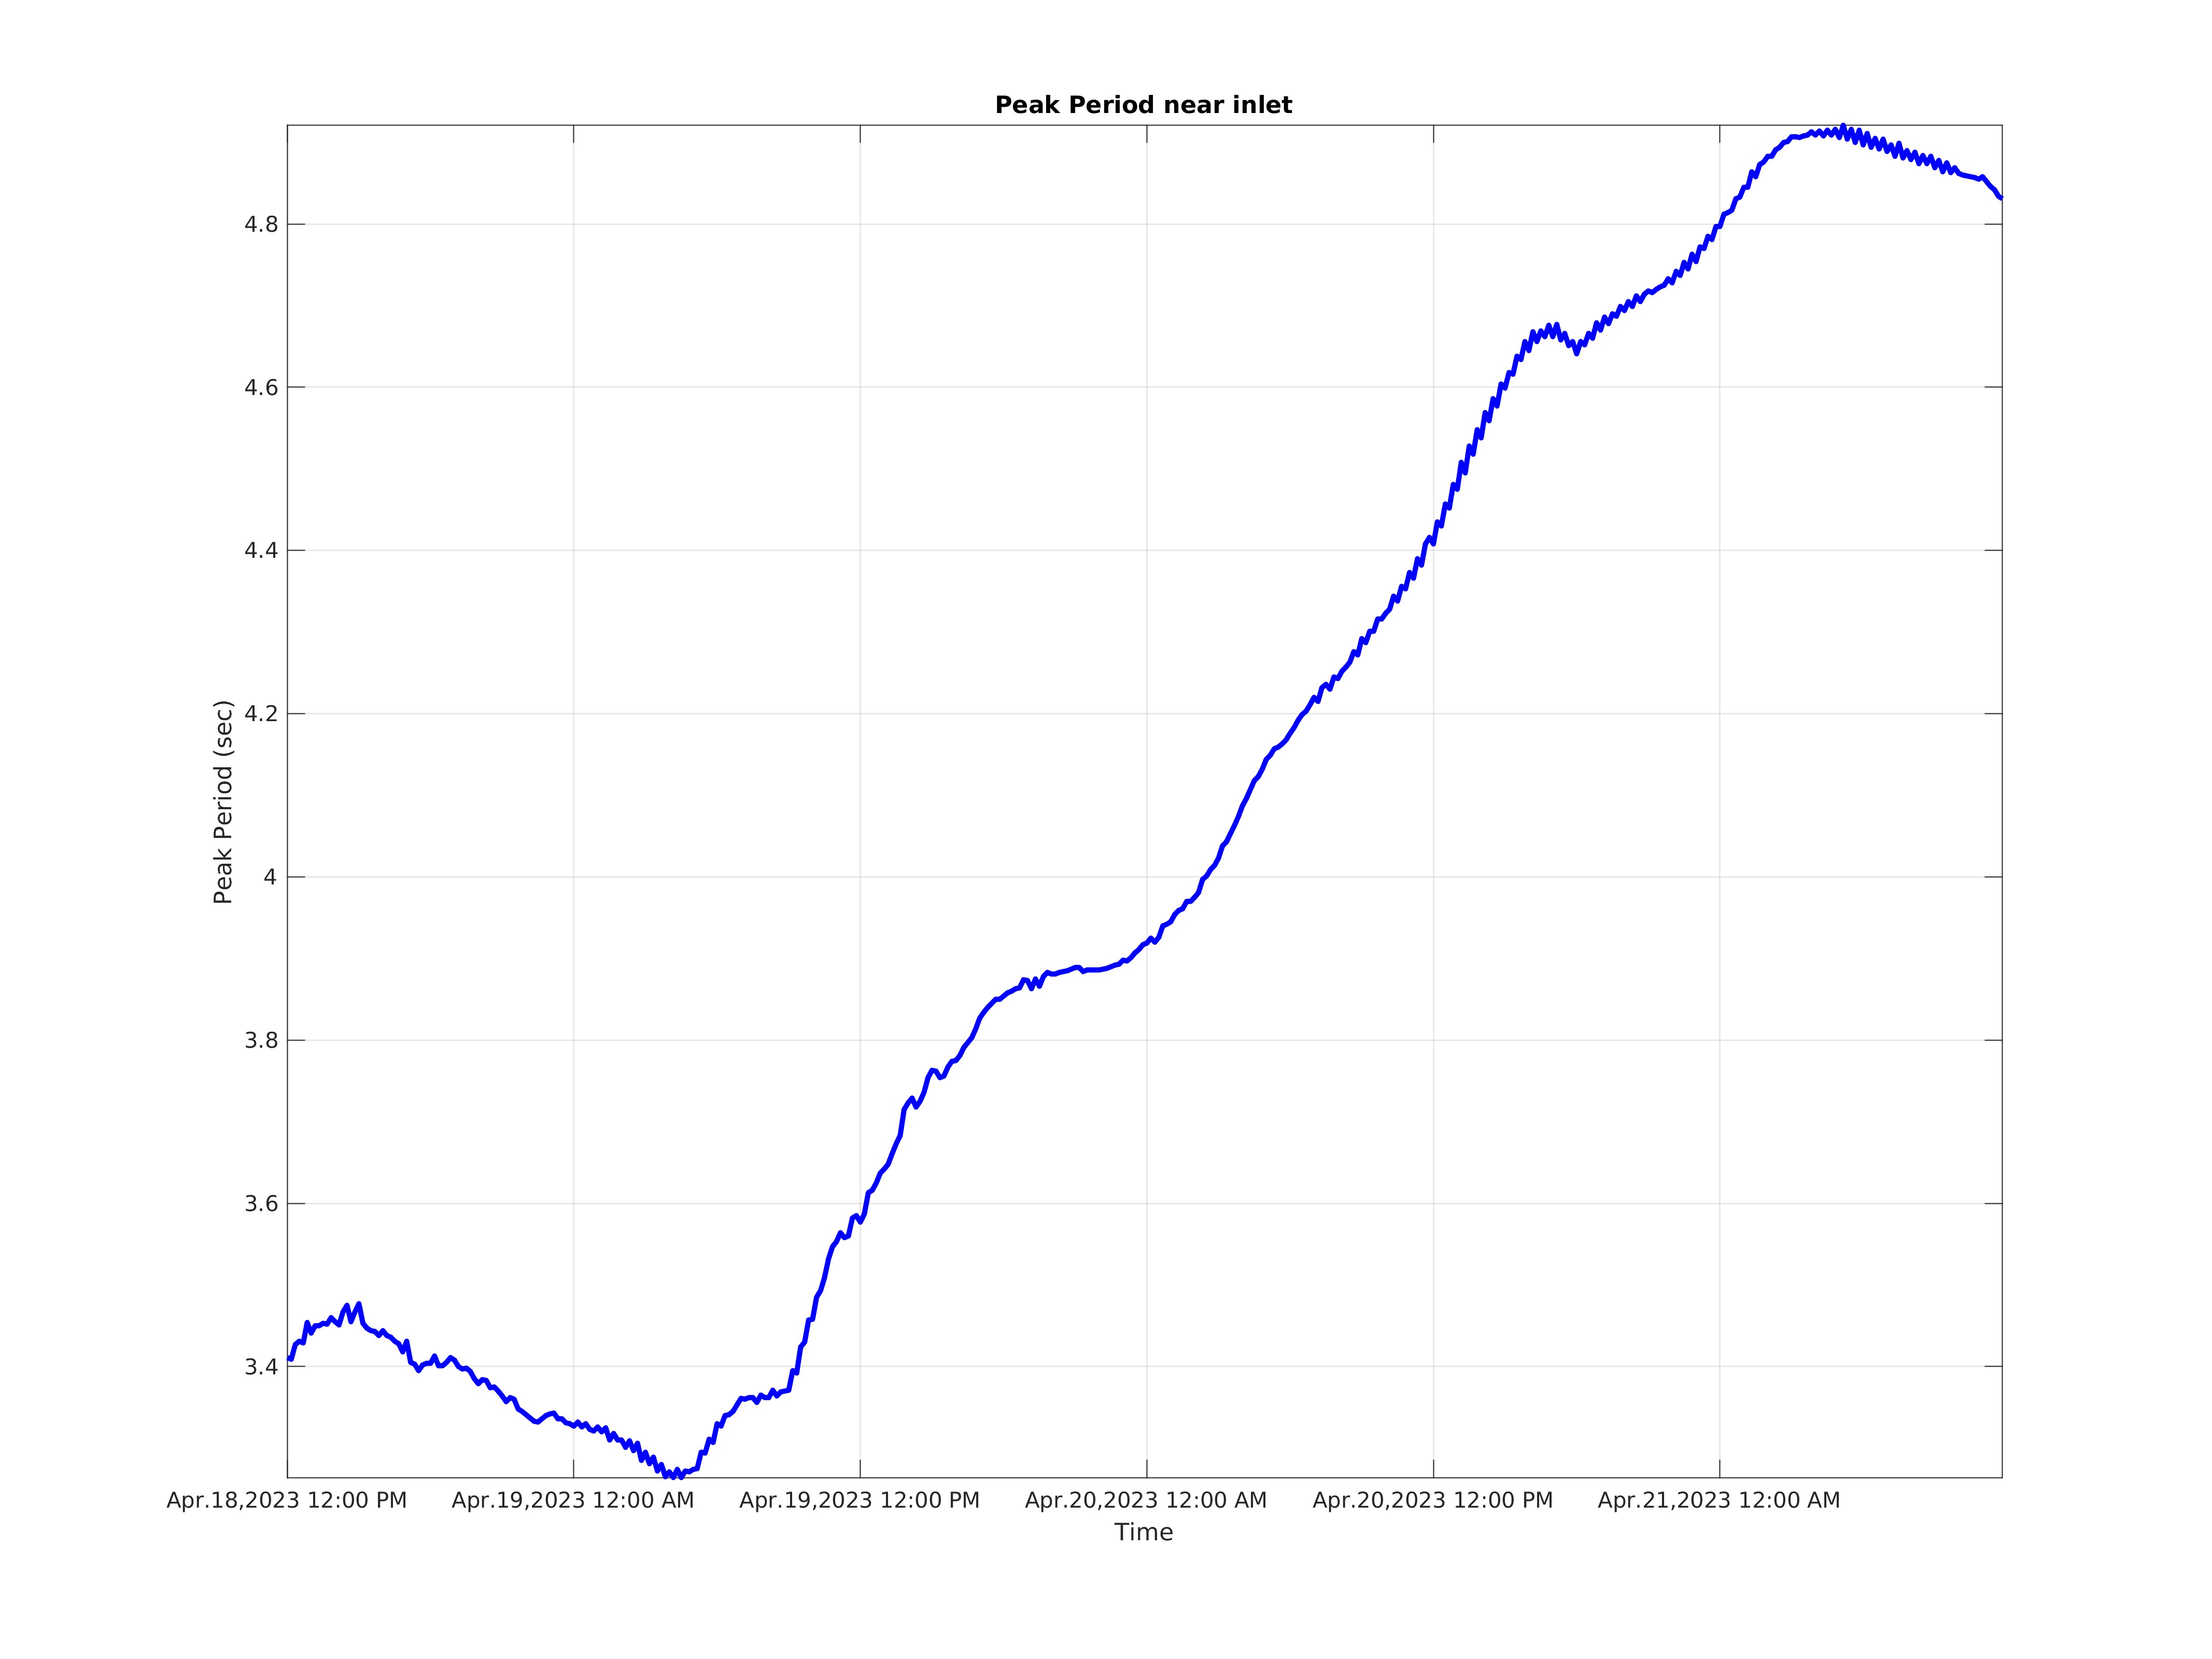 Peak Period near inlet
Peak Period (sec)
4.8
4.6
4.4
4.2
4
3.8
3.6
3.4
Apr.18,2023 12:00 PM
Apr.19,2023 12:00 AM
Apr.19,2023 12:00 PM
Apr.20,2023 12:00 AM
Apr.20,2023 12:00 PM
Apr.21,2023 12:00 AM
Time